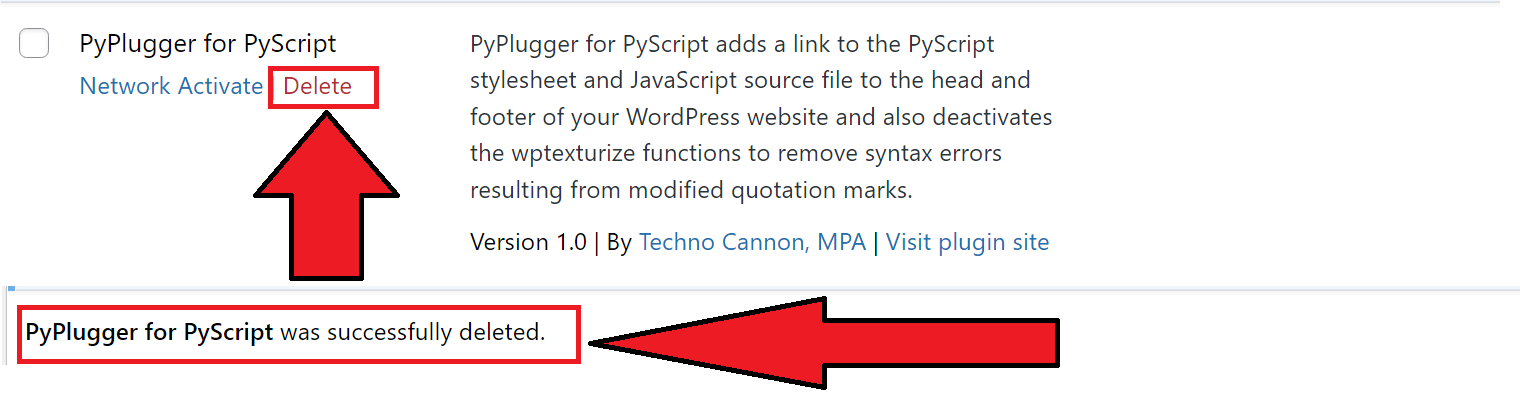 PyPlugger for PyScript
Network Activate Delete
PyPlugger for PyScript adds a link to the PyScript
stylesheet and JavaScript source file to the head and
footer of your WordPress website and also deactivates
the wptexturize functions to remove syntax errors
resulting from modified quotation marks.
Version 1.0 | By Techno Cannon, MPA | Visit plugin site
PyPlugger for PyScript was successfully deleted.